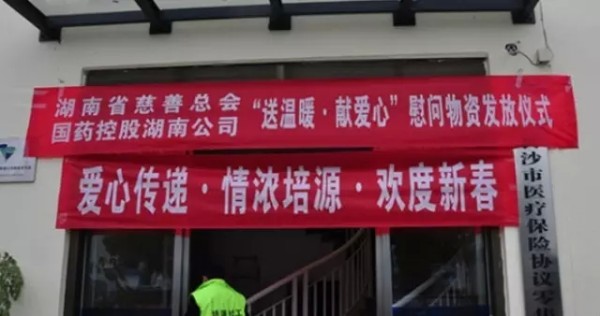 湖南省慈善总会
国药控股湖南公司
“送温暖·献爱心”慰问物资发放仪式
爱心传递·情浓培源·欢度新春
沙市医疗保险协议零售